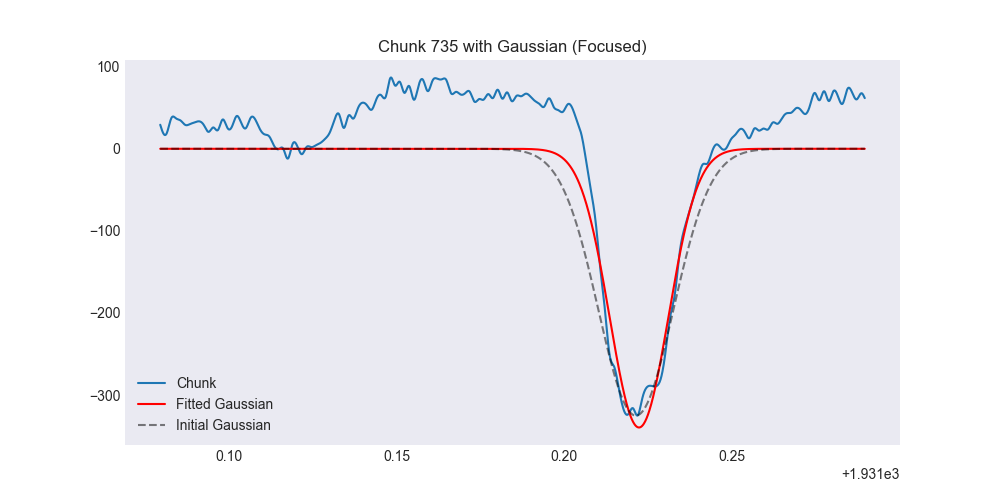 Chunk 735 with Gaussian (Focused)
100
0
−100
−200
−300
Chunk
Fitted Gaussian
Initial Gaussian
0.10 0.15 0.20 0.25
+1.931e3